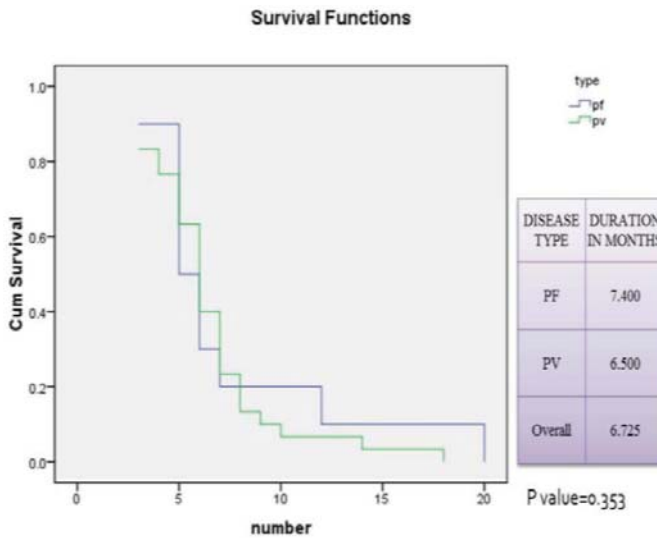 Survival Functions
type
pf
pv
Cum Survival
1.0
0.8
0.6
0.4
0.2
0.0
0 5 10 15 20
number
DISEASE TYPE DURATION IN MONTHS
PF 7.400
PV 6.500
Overall 6.725
P value=0.353